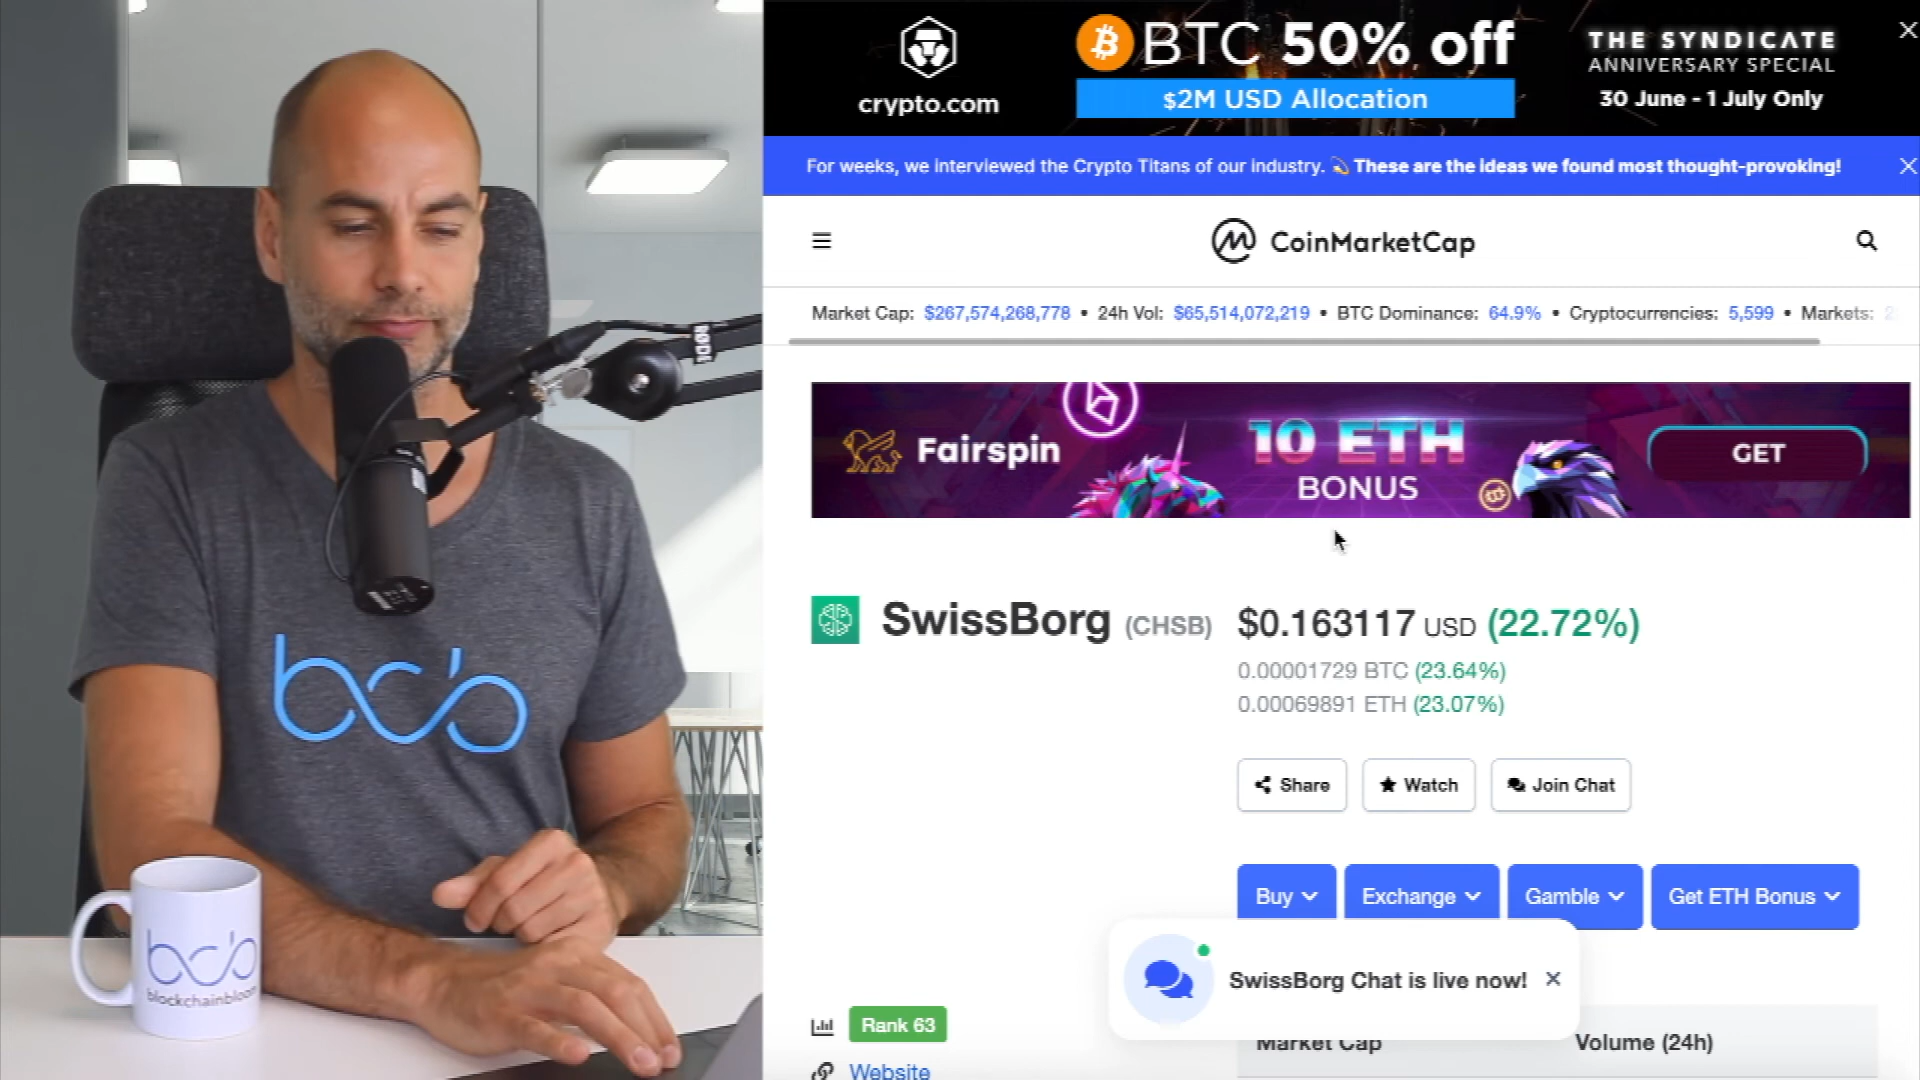 crypto.com
BTC 50% off
$2M USD Allocation
THE SYNDICATE
ANNIVERSARY SPECIAL
30 June - 1 July Only
For weeks, we interviewed the Crypto Titans of our industry. 💫 These are the ideas we found most thought-provoking!
CoinMarketCap
Market Cap: $267,574,268,778 • 24h Vol: $65,514,072,219 • BTC Dominance: 64.9% • Cryptocurrencies: 5,599 • Markets:
RØDE
Fairspin
10 ETH
BONUS
GET
SwissBorg (CHSB)
$0.163117 USD (22.72%)
0.00001729 BTC (23.64%)
0.00069891 ETH (23.07%)
Share
Watch
Join Chat
bcb
Buy
Exchange
Gamble
Get ETH Bonus
SwissBorg Chat is live now!
bcb
blockchainbloom
Rank 63
Market Cap
Volume (24h)
Website